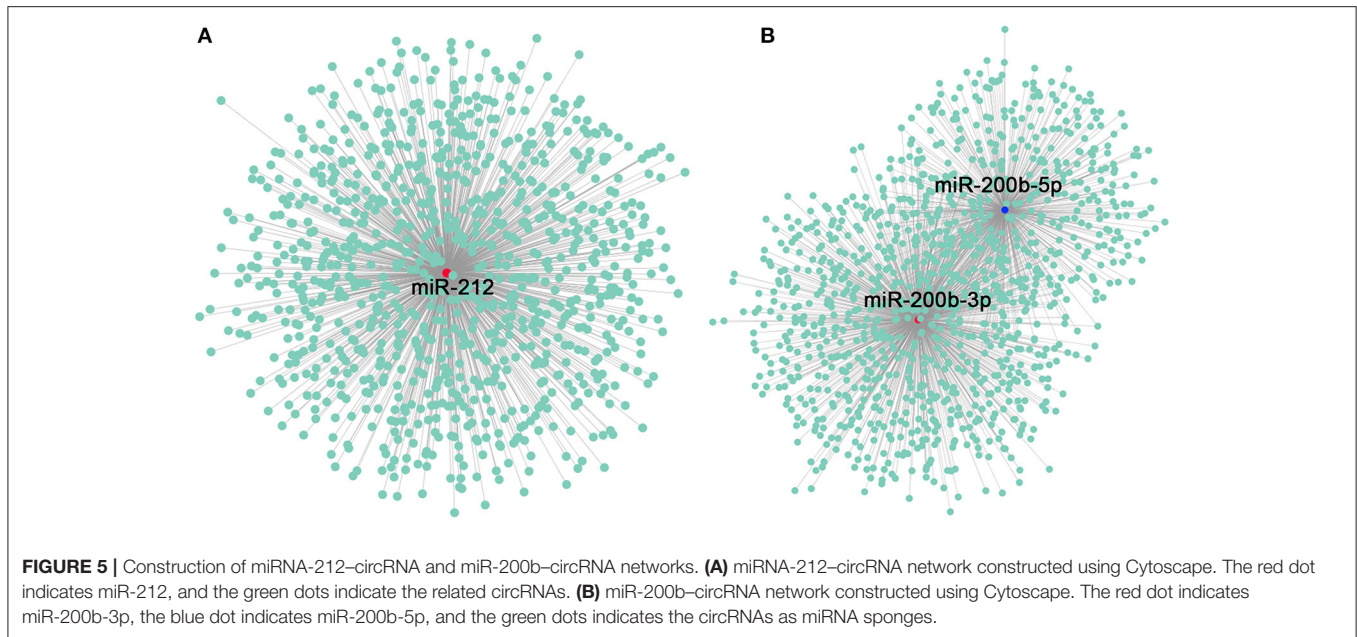 A
B
miR-200b-5p
miR-212
miR-200b-3p
FIGURE 5 | Construction of miRNA-212–circRNA and miR-200b–circRNA networks. (A) miRNA-212–circRNA network constructed using Cytoscape. The red dot
indicates miR-212, and the green dots indicate the related circRNAs. (B) miR-200b–circRNA network constructed using Cytoscape. The red dot indicates
miR-200b-3p, the blue dot indicates miR-200b-5p, and the green dots indicates the circRNAs as miRNA sponges.